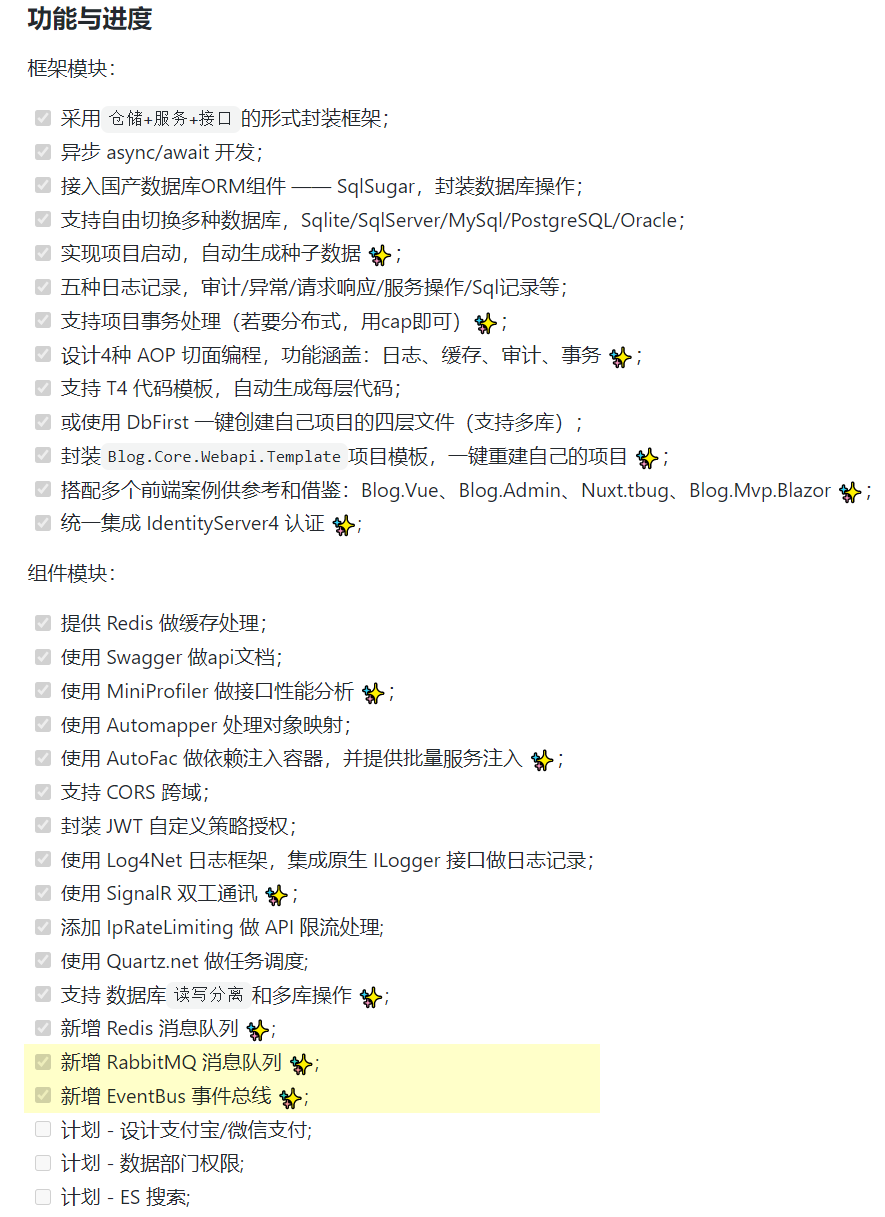 功能与进度
框架模块：
采用 仓储+服务+接口 的形式封装框架；
异步 async/await 开发；
接入国产数据库ORM组件 —— SqlSugar，封装数据库操作；
支持自由切换多种数据库，Sqlite/SqlServer/MySql/PostgreSQL/Oracle；
实现项目启动，自动生成种子数据 ✨；
五种日志记录，审计/异常/请求响应/服务操作/Sql记录等；
支持项目事务处理（若要分布式，用cap即可）✨；
设计4种 AOP 切面编程，功能涵盖：日志、缓存、审计、事务 ✨；
支持 T4 代码模板，自动生成每层代码；
或使用 DbFirst 一键创建自己项目的四层文件（支持多库）；
封装 Blog.Core.Webapi.Template 项目模板，一键重建自己的项目 ✨；
搭配多个前端案例供参考和借鉴：Blog.Vue、Blog.Admin、Nuxt.tbug、Blog.Mvp.Blazor ✨；
统一集成 IdentityServer4 认证 ✨;
组件模块：
提供 Redis 做缓存处理；
使用 Swagger 做api文档；
使用 MiniProfiler 做接口性能分析 ✨；
使用 Automapper 处理对象映射；
使用 AutoFac 做依赖注入容器，并提供批量服务注入 ✨；
支持 CORS 跨域；
封装 JWT 自定义策略授权；
使用 Log4Net 日志框架，集成原生 ILogger 接口做日志记录；
使用 SignalR 双工通讯 ✨；
添加 IpRateLimiting 做 API 限流处理;
使用 Quartz.net 做任务调度;
支持 数据库 读写分离 和多库操作 ✨;
新增 Redis 消息队列 ✨;
新增 RabbitMQ 消息队列 ✨;
新增 EventBus 事件总线 ✨;
计划 - 设计支付宝/微信支付;
计划 - 数据部门权限;
计划 - ES 搜索;